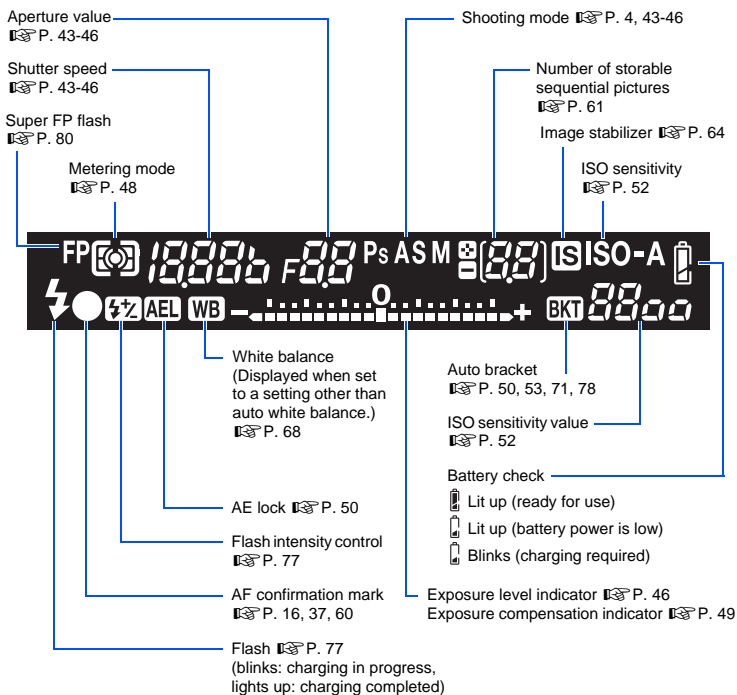 Aperture value
☞P. 43-46
Shutter speed
☞P. 43-46
Super FP flash
☞P. 80
Metering mode
☞P. 48
Shooting mode ☞P. 4, 43-46
Number of storable
sequential pictures
☞P. 61
Image stabilizer ☞P. 64
ISO sensitivity
☞P. 52
FP 18.88b F8.8 Ps A S M [8.8] IS ISO-A
AEL WB - 0 + BKT 8800
White balance
(Displayed when set
to a setting other than
auto white balance.)
☞P. 68
AE lock ☞P. 50
Flash intensity control
☞P. 77
AF confirmation mark
☞P. 16, 37, 60
Flash ☞P. 77
(blinks: charging in progress,
lights up: charging completed)
Auto bracket
☞P. 50, 53, 71, 78
ISO sensitivity value
☞P. 52
Battery check
Lit up (ready for use)
Lit up (battery power is low)
Blinks (charging required)
Exposure level indicator ☞P. 46
Exposure compensation indicator ☞P. 49